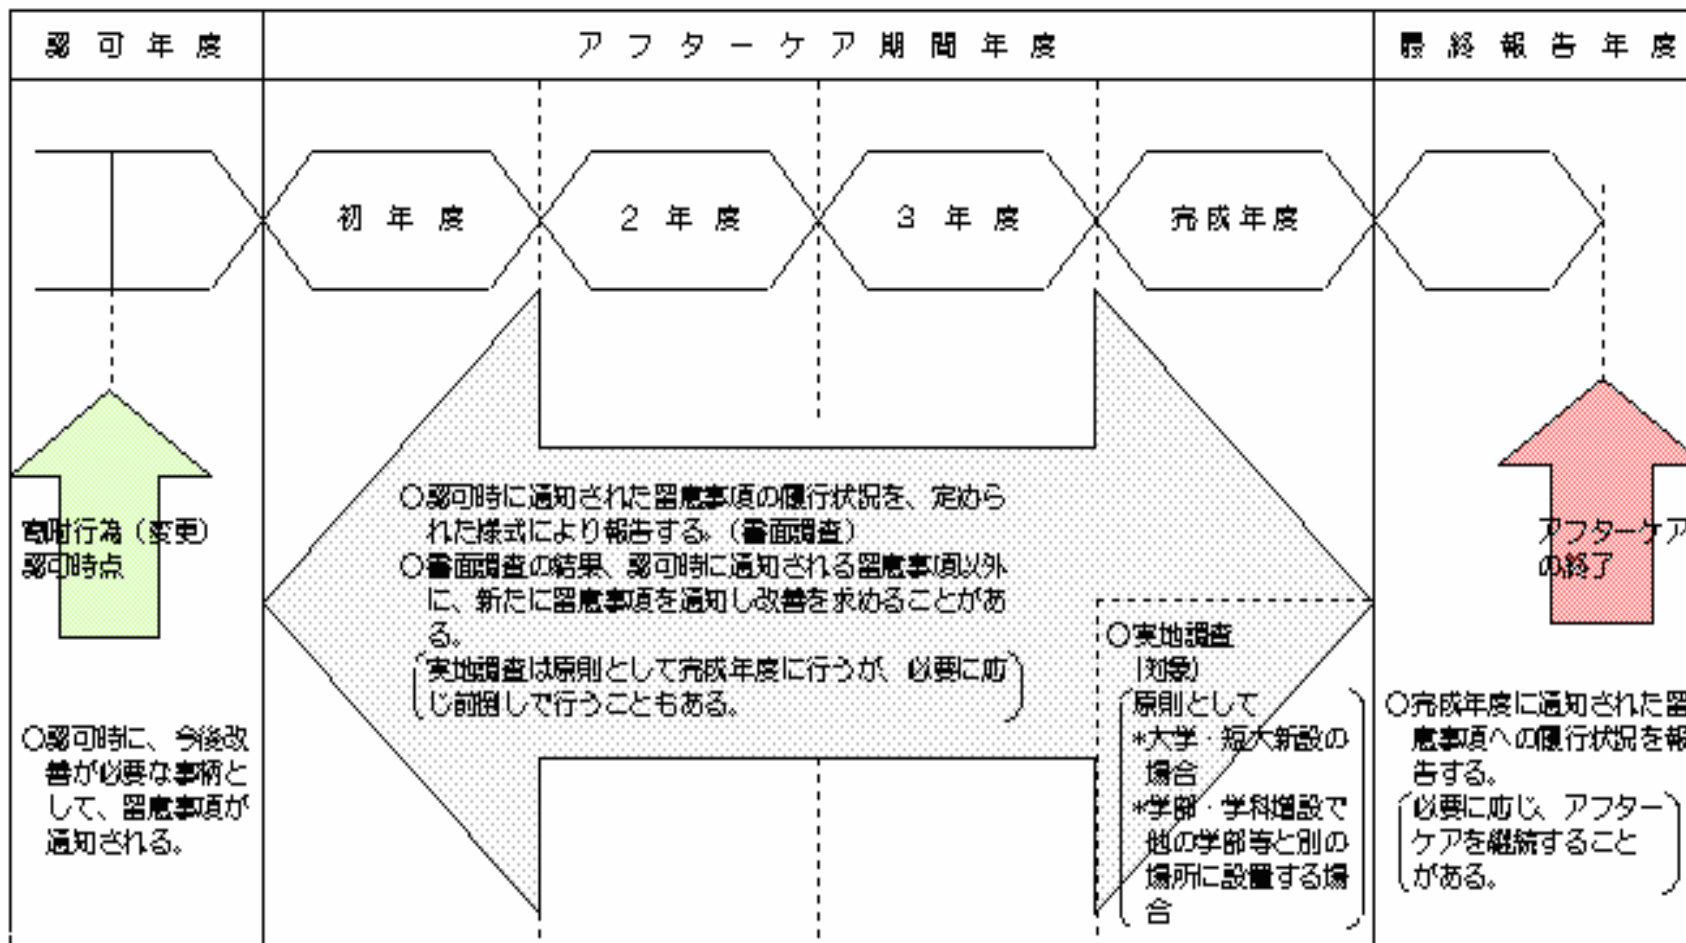 認可年度
アフターケア期間年度
最終報告年度
初年度
2年度
3年度
完成年度
寄附行為（変更）
認可時点
○認可時に、今後改
善が必要な事柄と
して、留意事項が
通知される。
○認可時に通知された留意事項の履行状況を、定めら
れた様式により報告する。（書面調査）
○書面調査の結果、認可時に通知される留意事項以外
に、新たに留意事項を通知し改善を求めることがあ
る。
実地調査は原則として完成年度に行うが、必要に応
じ前倒しで行うこともある。
○実地調査
（対象）
原則として
*大学・短大新設の
場合
*学部・学科増設で
他の学部等と別の
場所に設置する場
合
アフターケア
の終了
○完成年度に通知された留
意事項への履行状況を報
告する。
必要に応じ、アフター
ケアを継続すること
がある。